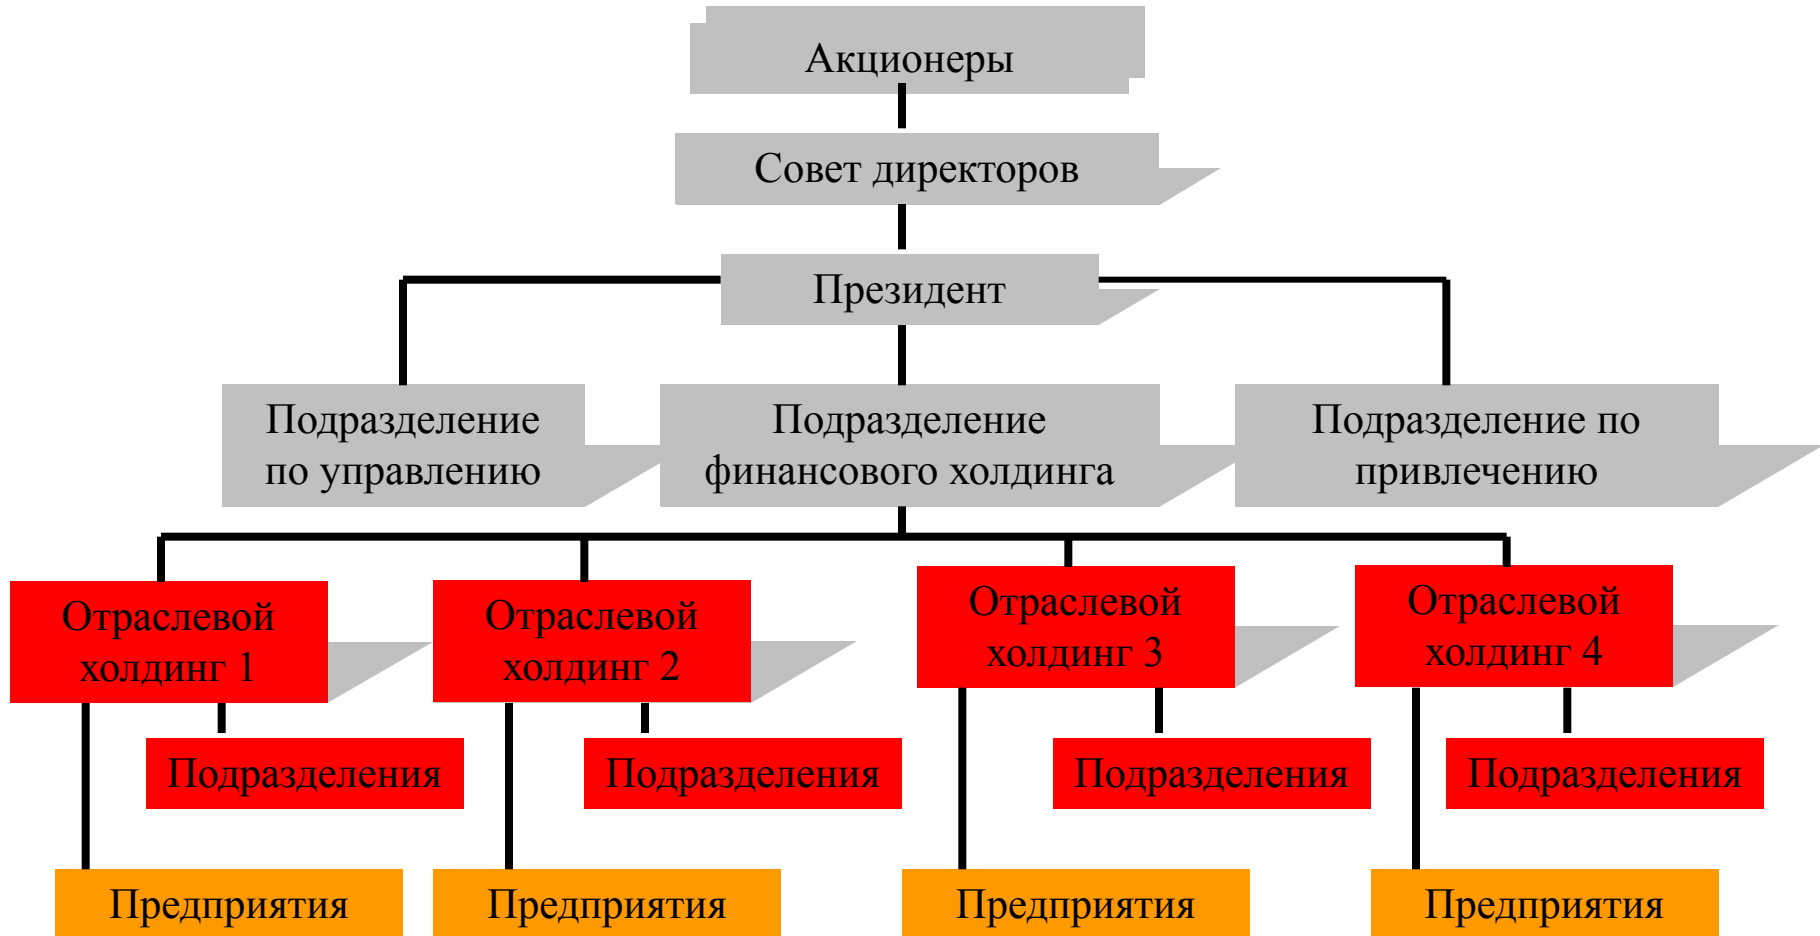 Акционеры
Совет директоров
Президент
Подразделение
по управлению
Подразделение
финансового холдинга
Подразделение по
привлечению
Отраслевой
холдинг 1
Отраслевой
холдинг 2
Отраслевой
холдинг 3
Отраслевой
холдинг 4
Подразделения
Подразделения
Подразделения
Подразделения
Предприятия
Предприятия
Предприятия
Предприятия